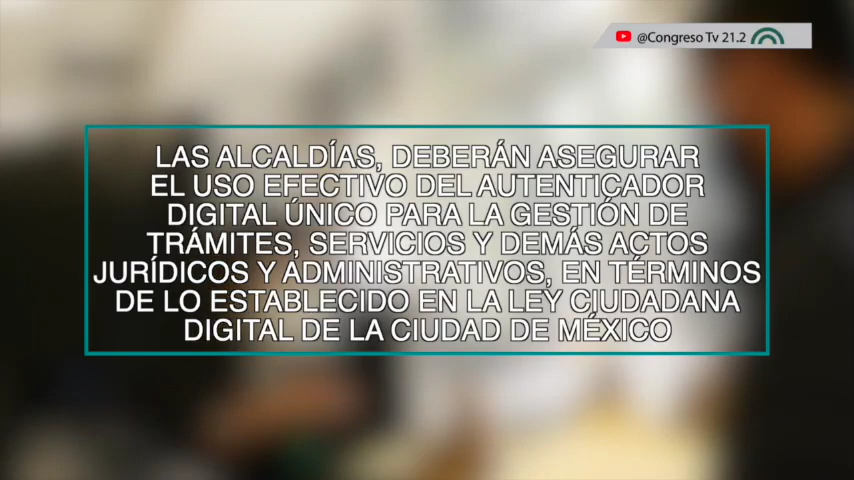 @Congreso Tv 21.2
LAS ALCALDÍAS, DEBERÁN ASEGURAR
EL USO EFECTIVO DEL AUTENTICADOR
DIGITAL ÚNICO PARA LA GESTIÓN DE
TRÁMITES, SERVICIOS Y DEMÁS ACTOS
JURÍDICOS Y ADMINISTRATIVOS, EN TÉRMINOS
DE LO ESTABLECIDO EN LA LEY CIUDADANA
DIGITAL DE LA CIUDAD DE MÉXICO